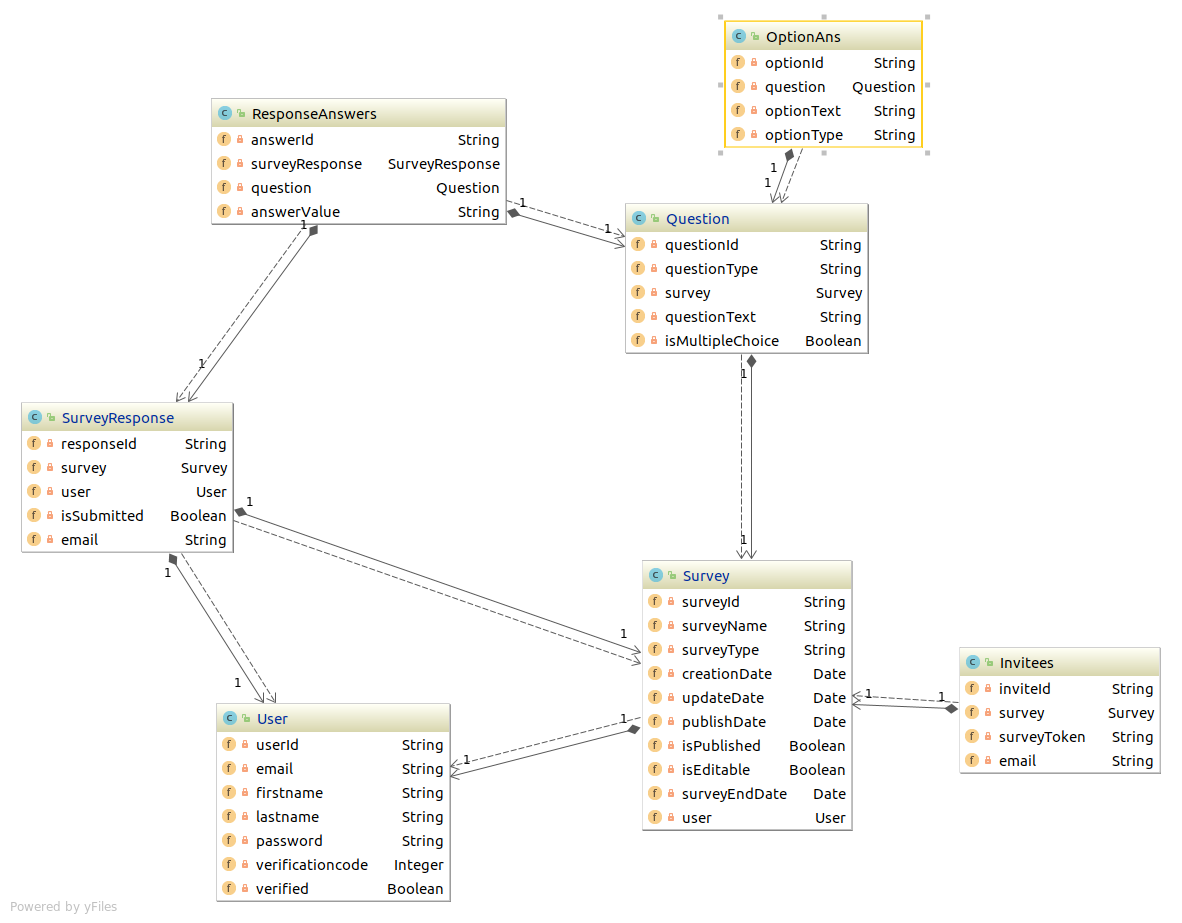 OptionAns
optionId String
question Question
optionText String
optionType String
ResponseAnswers
answerId String
surveyResponse SurveyResponse
question Question
answerValue String
1
1
1
1
1
1
Question
questionId String
questionType String
survey Survey
questionText String
isMultipleChoice Boolean
1
1
SurveyResponse
responseId String
survey Survey
user User
isSubmitted Boolean
email String
1
1
1
1
Survey
surveyId String
surveyName String
surveyType String
creationDate Date
updateDate Date
publishDate Date
isPublished Boolean
isEditable Boolean
surveyEndDate Date
user User
1
1
Invitees
inviteId String
survey Survey
surveyToken String
email String
1
1
User
userId String
email String
firstname String
lastname String
password String
verificationcode Integer
verified Boolean
Powered by yFiles